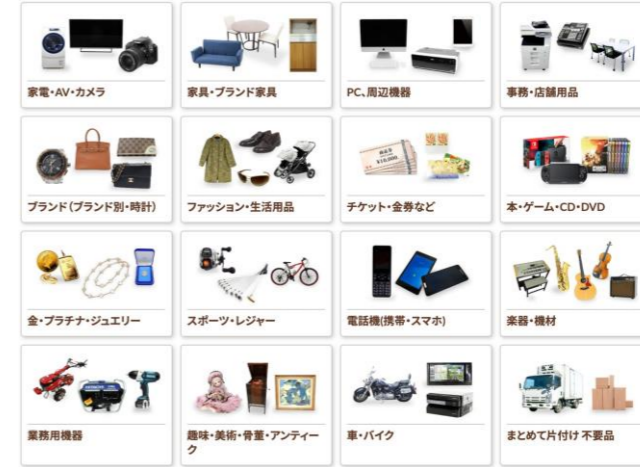 家電・AV・カメラ
家具・ブランド家具
PC、周辺機器
事務・店舗用品
ブランド（ブランド別・時計）
ファッション・生活用品
チケット・金券など
本・ゲーム・CD・DVD
金・プラチナ・ジュエリー
スポーツ・レジャー
電話機(携帯・スマホ)
楽器・機材
業務用機器
趣味・美術・骨董・アンティー
ク
車・バイク
まとめて片付け 不要品